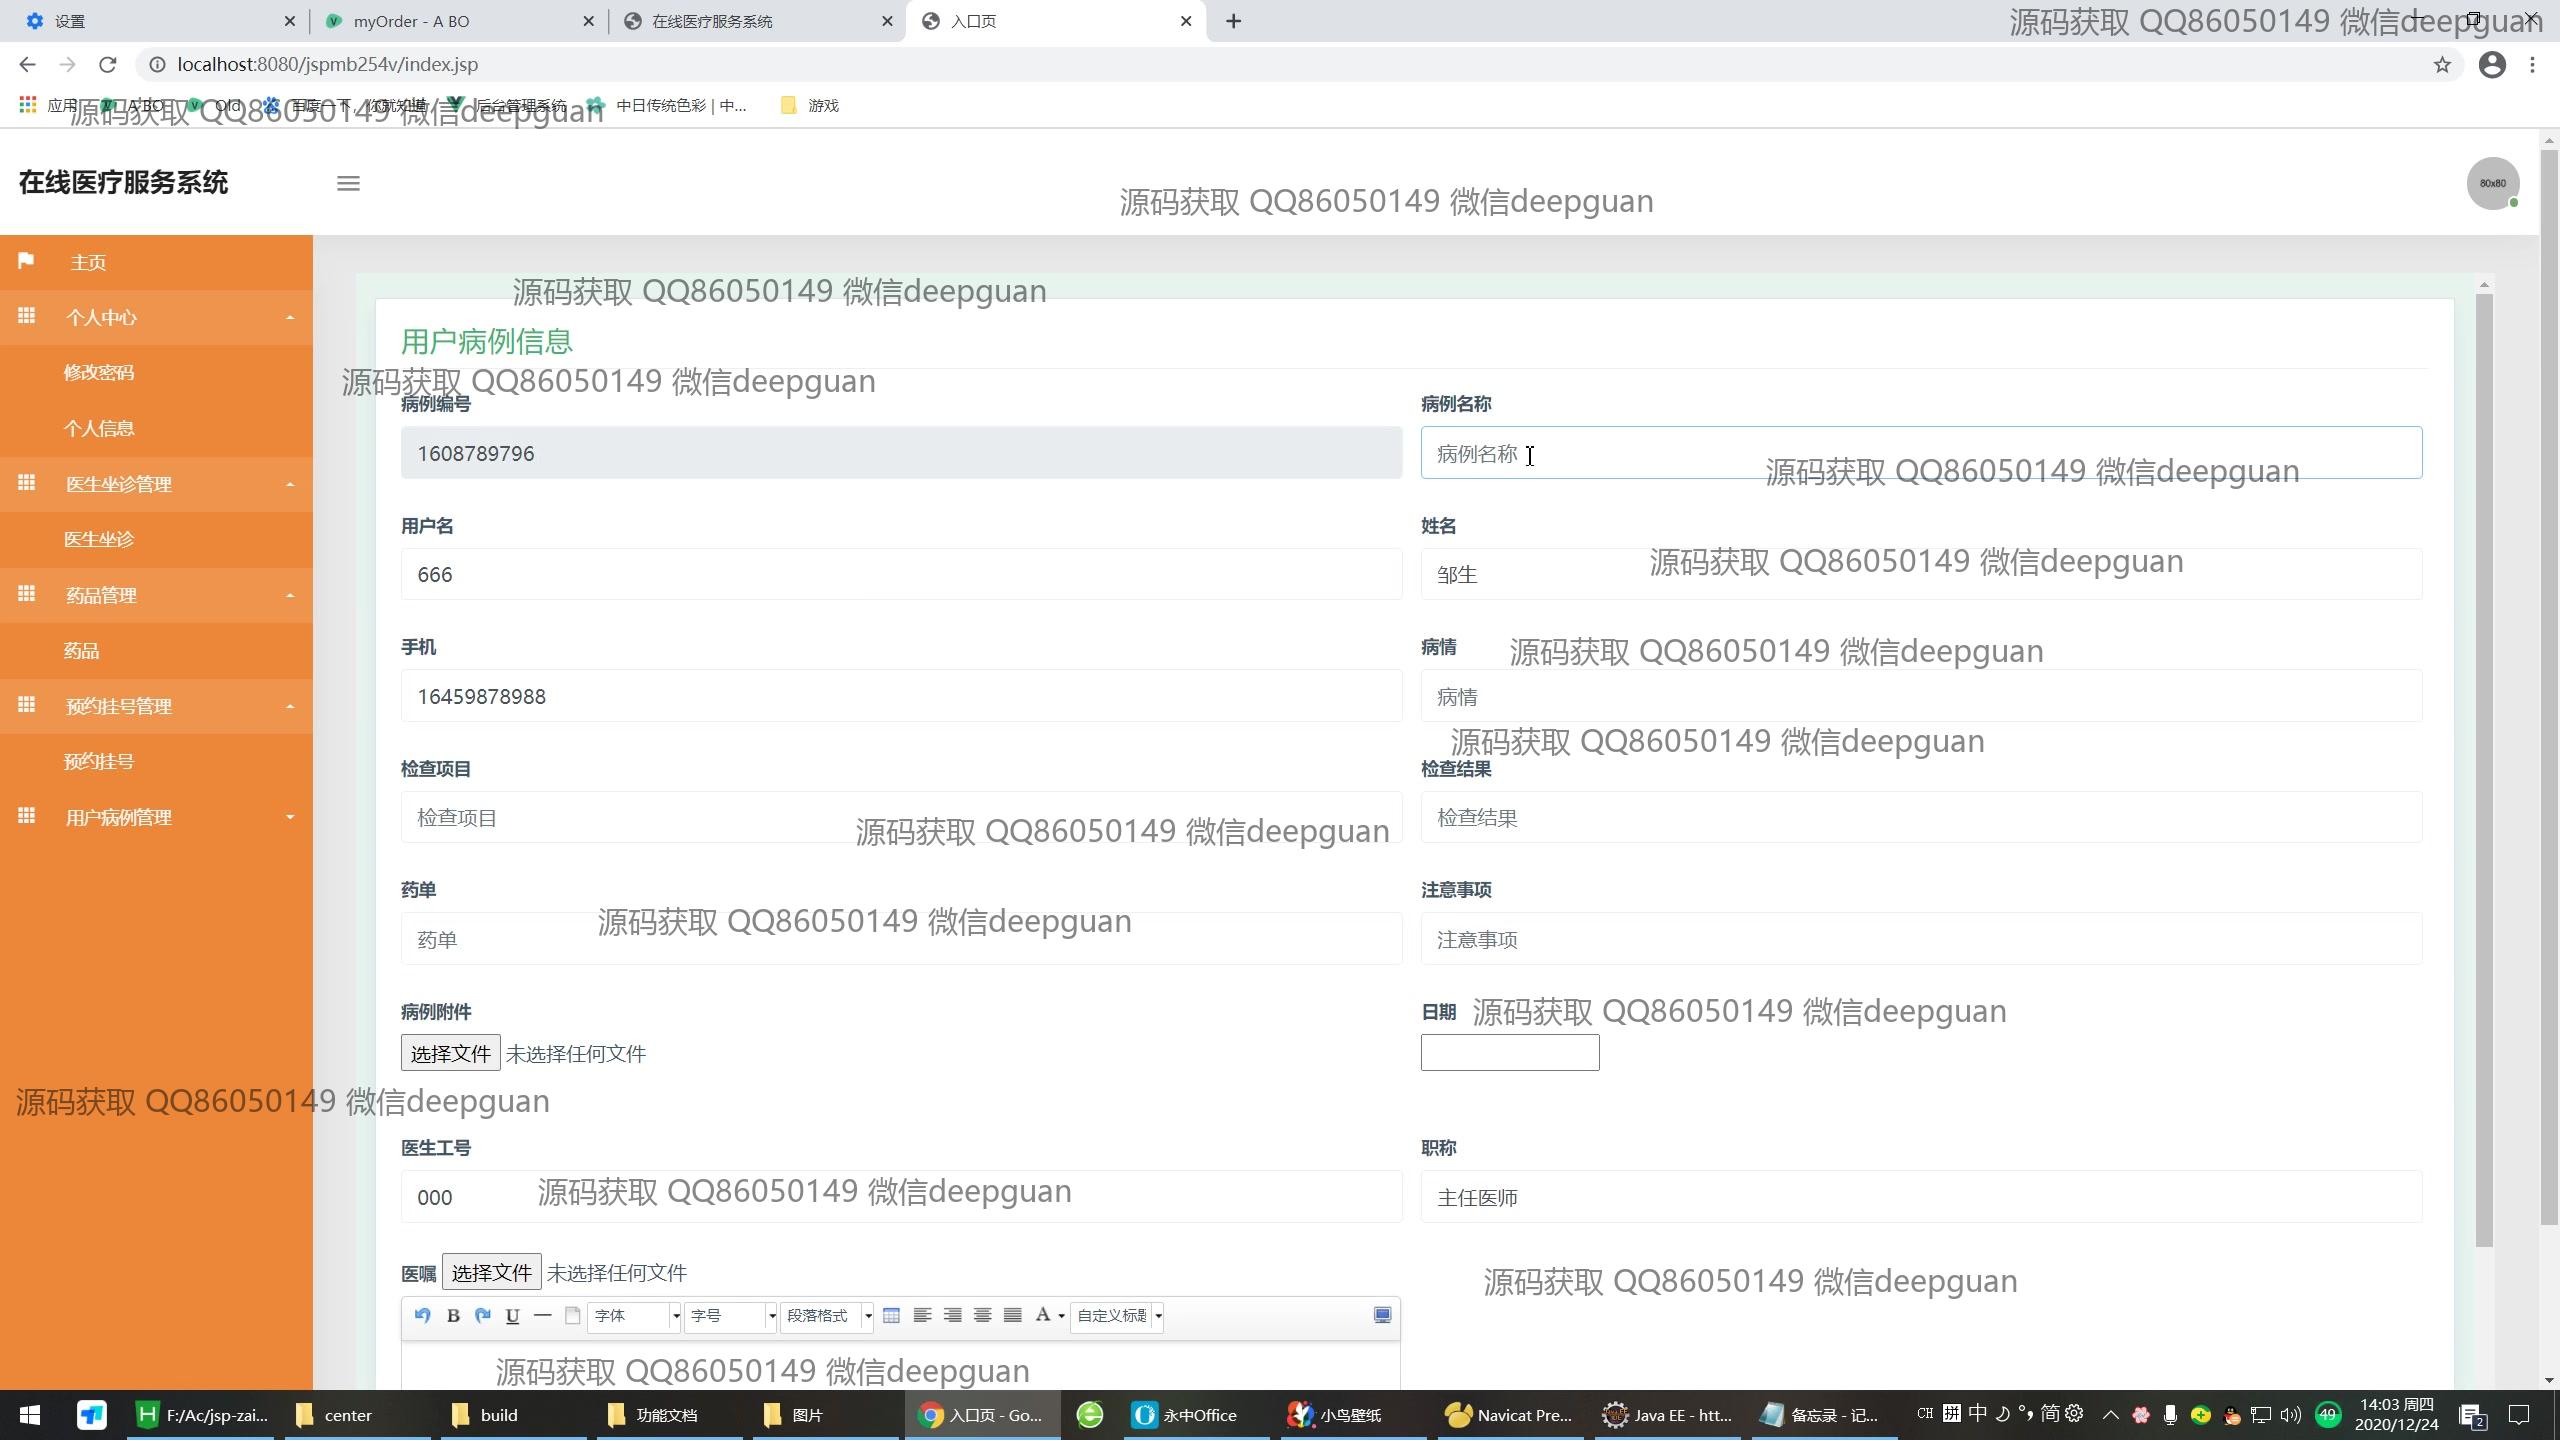 设置
myOrder - A BO
在线医疗服务系统
入口页
源码获取 QQ86050149 微信deepguan
localhost:8080/jspmb254v/index.jsp
应用
A BO
Old
百度一下，你就知道
后台管理系统
中日传统色彩 | 中...
游戏
源码获取 QQ86050149 微信deepguan
在线医疗服务系统
80x80
源码获取 QQ86050149 微信deepguan
主页
个人中心
修改密码
个人信息
医生坐诊管理
医生坐诊
药品管理
药品
预约挂号管理
预约挂号
用户病例管理
源码获取 QQ86050149 微信deepguan
用户病例信息
源码获取 QQ86050149 微信deepguan
病例编号
病例名称
1608789796
病例名称
源码获取 QQ86050149 微信deepguan
用户名
姓名
666
邹生
源码获取 QQ86050149 微信deepguan
手机
病情
源码获取 QQ86050149 微信deepguan
16459878988
病情
源码获取 QQ86050149 微信deepguan
检查项目
检查结果
检查项目
检查结果
源码获取 QQ86050149 微信deepguan
药单
注意事项
源码获取 QQ86050149 微信deepguan
药单
注意事项
病例附件
日期
源码获取 QQ86050149 微信deepguan
选择文件 未选择任何文件
源码获取 QQ86050149 微信deepguan
医生工号
职称
000
主任医师
源码获取 QQ86050149 微信deepguan
医嘱 选择文件 未选择任何文件
源码获取 QQ86050149 微信deepguan
B U 字体 字号 段落格式 A 自定义标题
源码获取 QQ86050149 微信deepguan
F:/Ac/jsp-zai...
center
build
功能文档
图片
入口页 - Go...
永中Office
小鸟壁纸
Navicat Pre...
Java EE - htt...
备忘录 - 记...
CH 拼 中 简
49
14:03 周四
2020/12/24
2